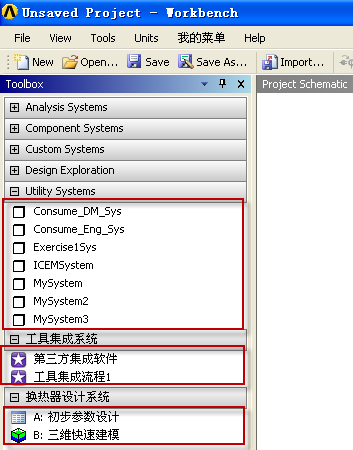 Unsaved Project - Workbench
File View Tools Units 我的菜单 Help
New Open... Save Save As... Import...
Toolbox
Project Schematic
Analysis Systems
Component Systems
Custom Systems
Design Exploration
Utility Systems
Consume_DM_Sys
Consume_Eng_Sys
Exercise1Sys
ICEMSystem
MySystem
MySystem2
MySystem3
工具集成系统
第三方集成软件
工具集成流程1
换热器设计系统
A: 初步参数设计
B: 三维快速建模